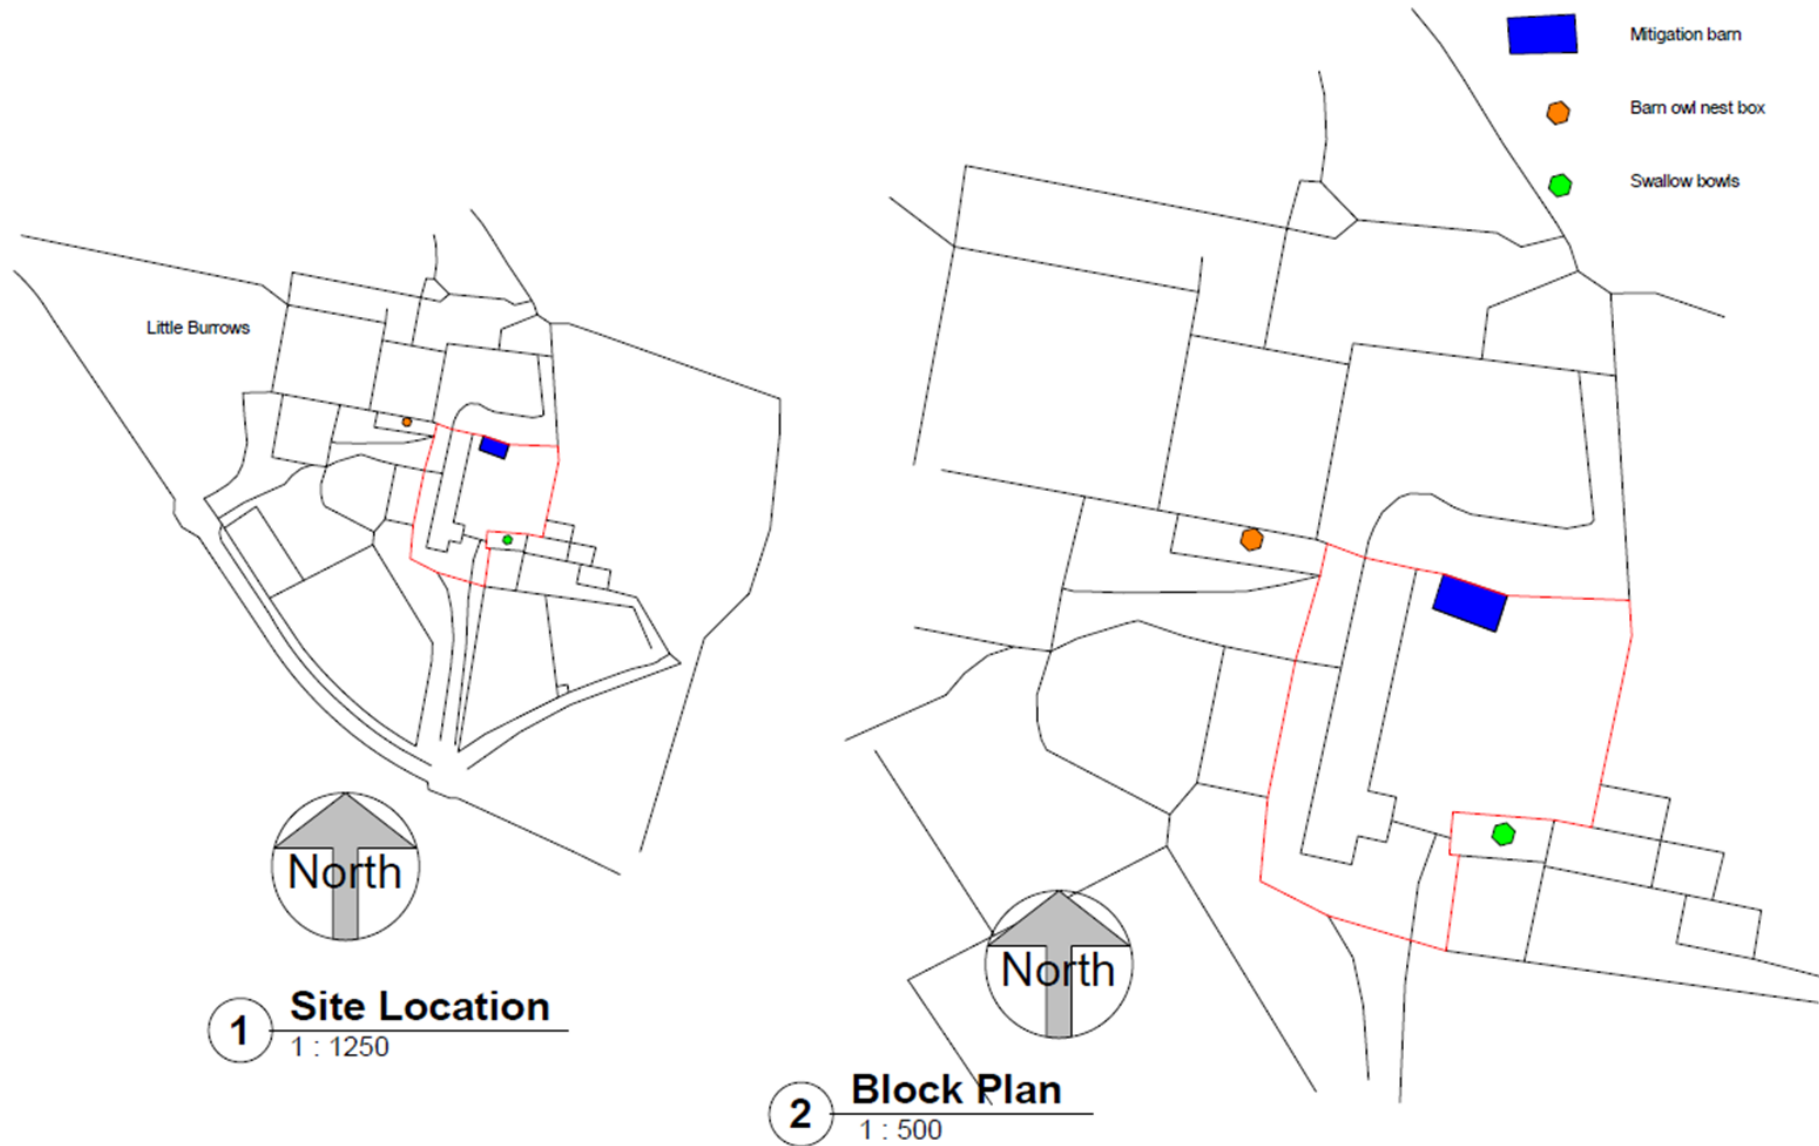 Mitigation barn
Barn owl nest box
Swallow bowls
Little Burrows
North
1
Site Location
1 : 1250
North
2
Block Plan
1 : 500